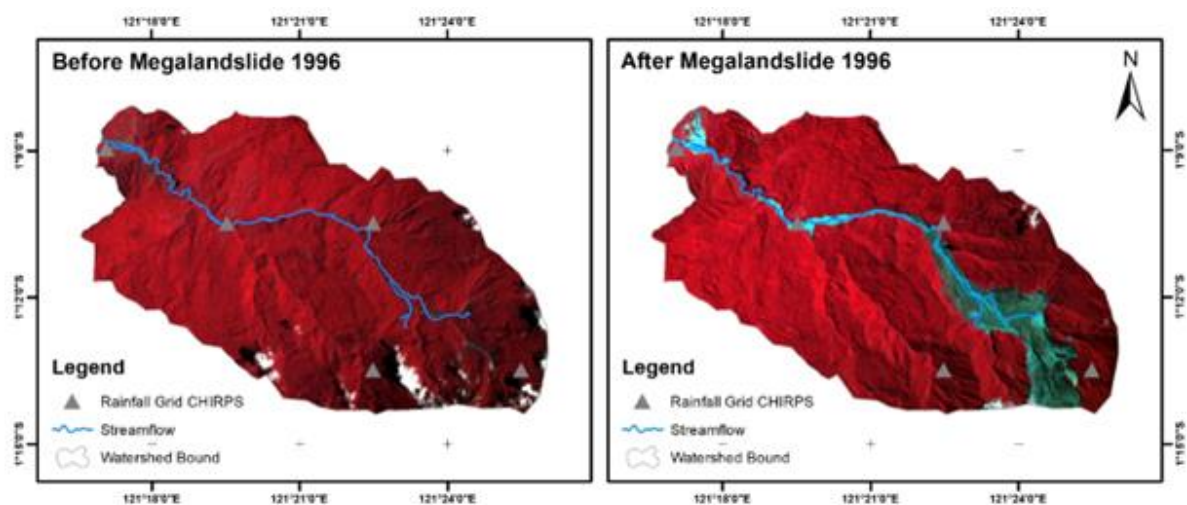 121°18'0"E 121°21'0"E 121°24'0"E 121°18'0"E 121°21'0"E 121°24'0"E
Before Megalandslide 1996
After Megalandslide 1996
N
1°9'0"S
1°9'0"S
1°12'0"S
1°12'0"S
Legend
Rainfall Grid CHIRPS
Streamflow
Watershed Bound
Legend
Rainfall Grid CHIRPS
Streamflow
Watershed Bound
1°15'0"S
1°15'0"S
121°18'0"E 121°21'0"E 121°24'0"E 121°18'0"E 121°21'0"E 121°24'0"E